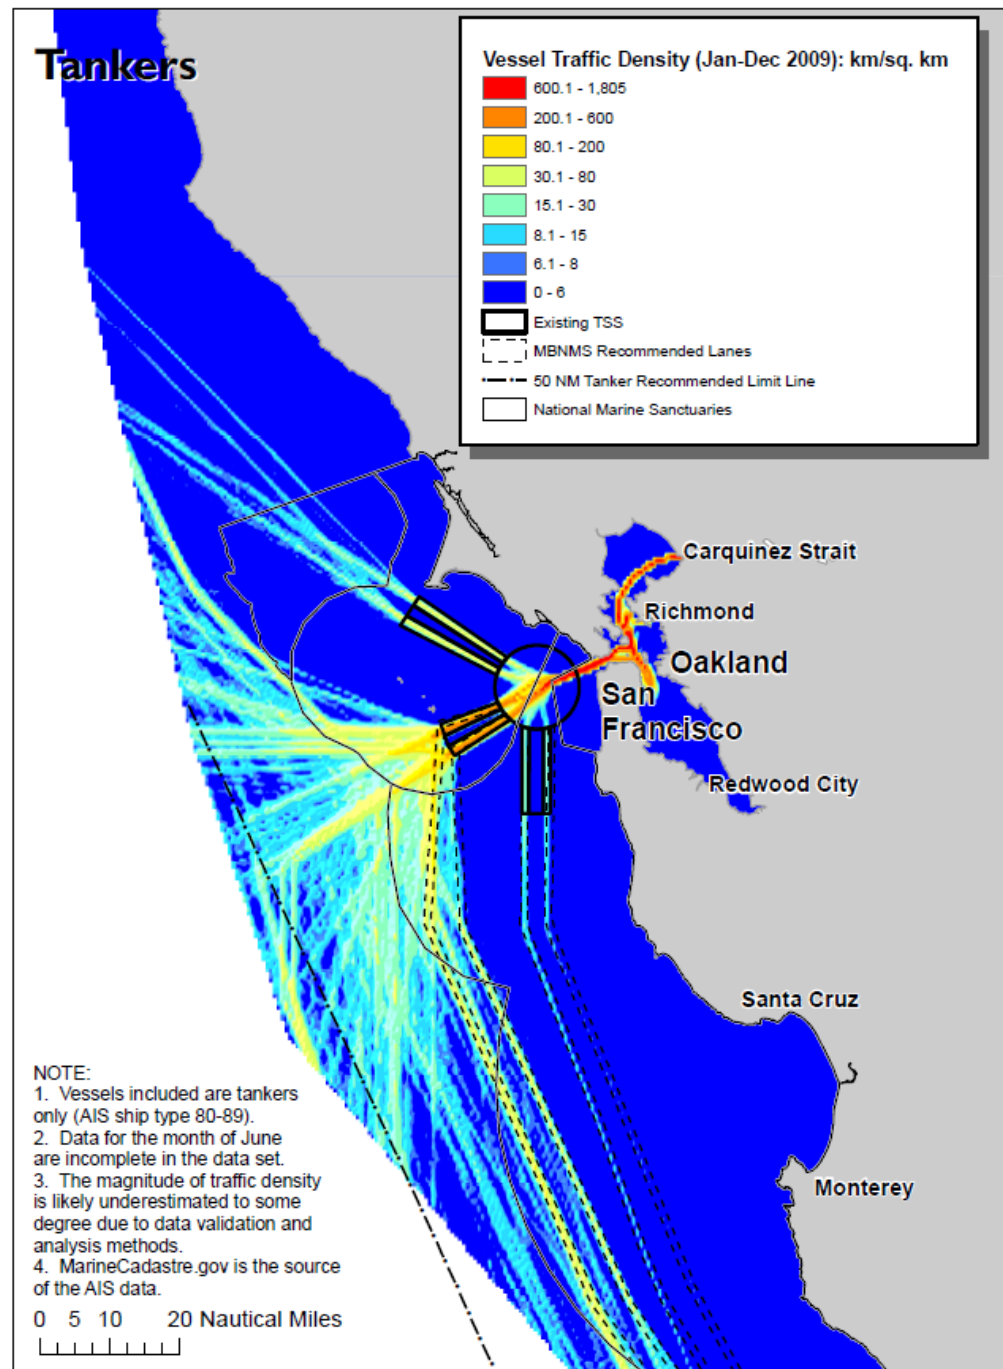 Tankers
Vessel Traffic Density (Jan-Dec 2009): km/sq. km
600.1 - 1,805
200.1 - 600
80.1 - 200
30.1 - 80
15.1 - 30
8.1 - 15
6.1 - 8
0 - 6
Existing TSS
MBNMS Recommended Lanes
50 NM Tanker Recommended Limit Line
National Marine Sanctuaries
Carquinez Strait
Richmond
Oakland
San
Francisco
Redwood City
Santa Cruz
Monterey
NOTE:
1. Vessels included are tankers
only (AIS ship type 80-89).
2. Data for the month of June
are incomplete in the data set.
3. The magnitude of traffic density
is likely underestimated to some
degree due to data validation and
analysis methods.
4. MarineCadastre.gov is the source
of the AIS data.
0 5 10 20 Nautical Miles